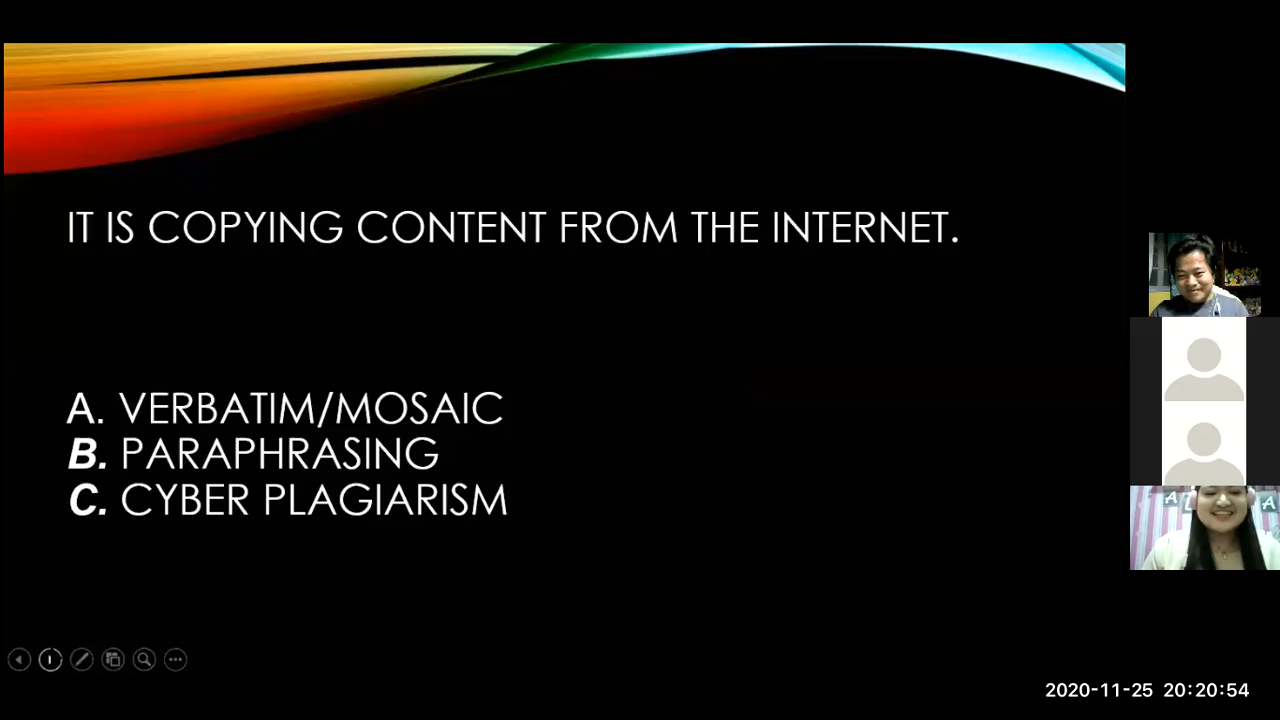 IT IS COPYING CONTENT FROM THE INTERNET.
A. VERBATIM/MOSAIC
B. PARAPHRASING
C. CYBER PLAGIARISM
A
A
2020-11-25 20:20:54